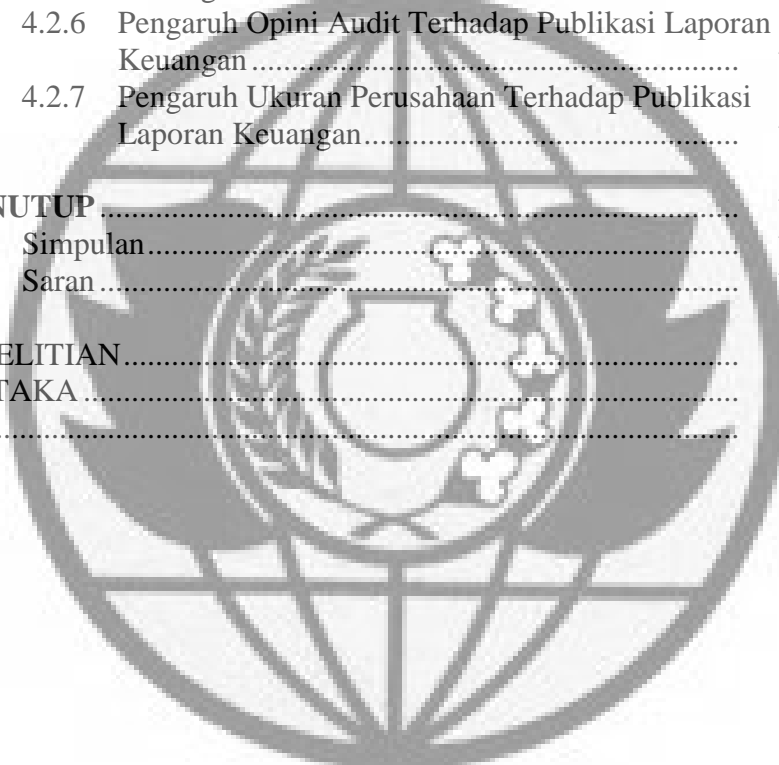 4.2.6 Pengaruh Opini Audit Terhadap Publikasi Laporan
Keuangan ....................................................
4.2.7 Pengaruh Ukuran Perusahaan Terhadap Publikasi
Laporan Keuangan.........................................
NUTUP ......................................................................
Simpulan.................................................................
Saran ......................................................................
ELITIAN...................................................................
TAKA .......................................................................
................................................................................